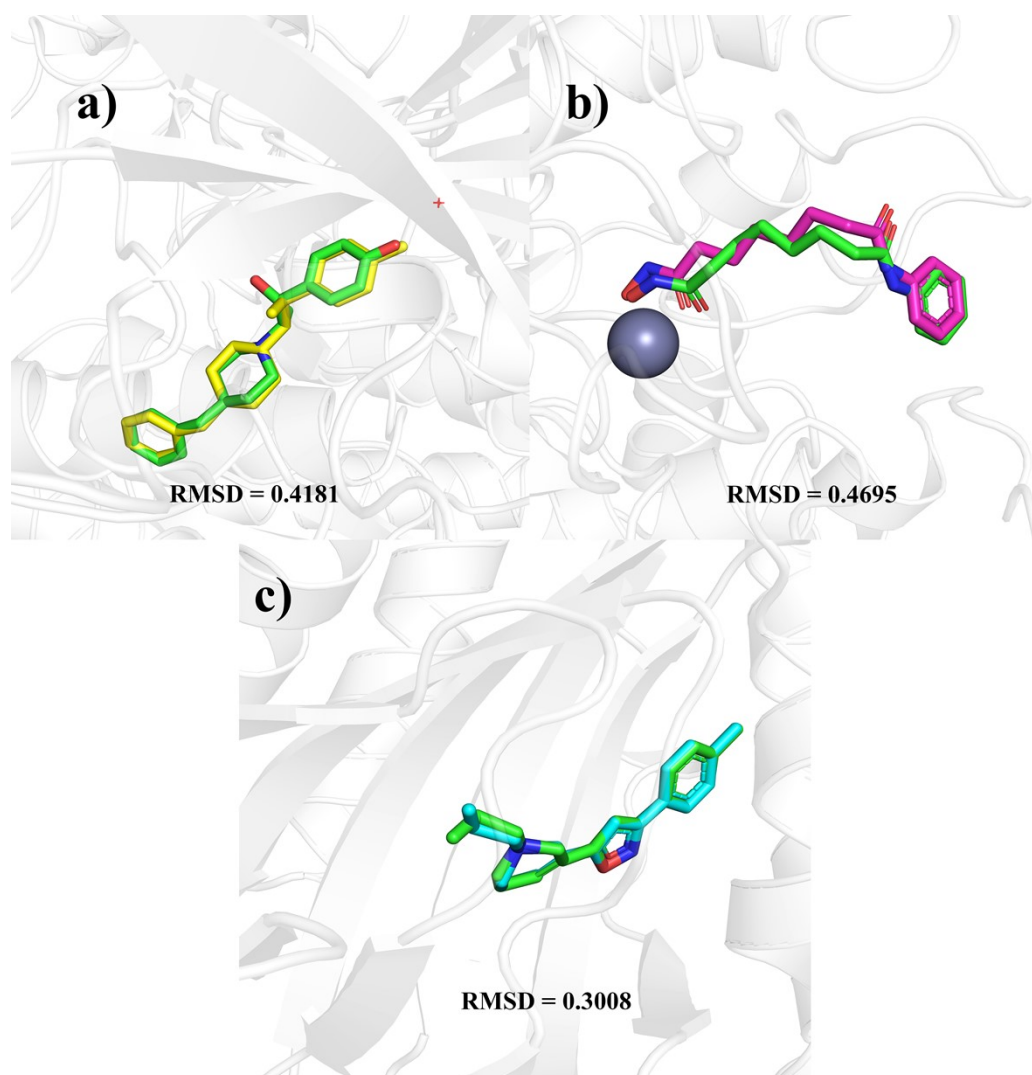 a)
b)
RMSD = 0.4181
RMSD = 0.4695
c)
RMSD = 0.3008